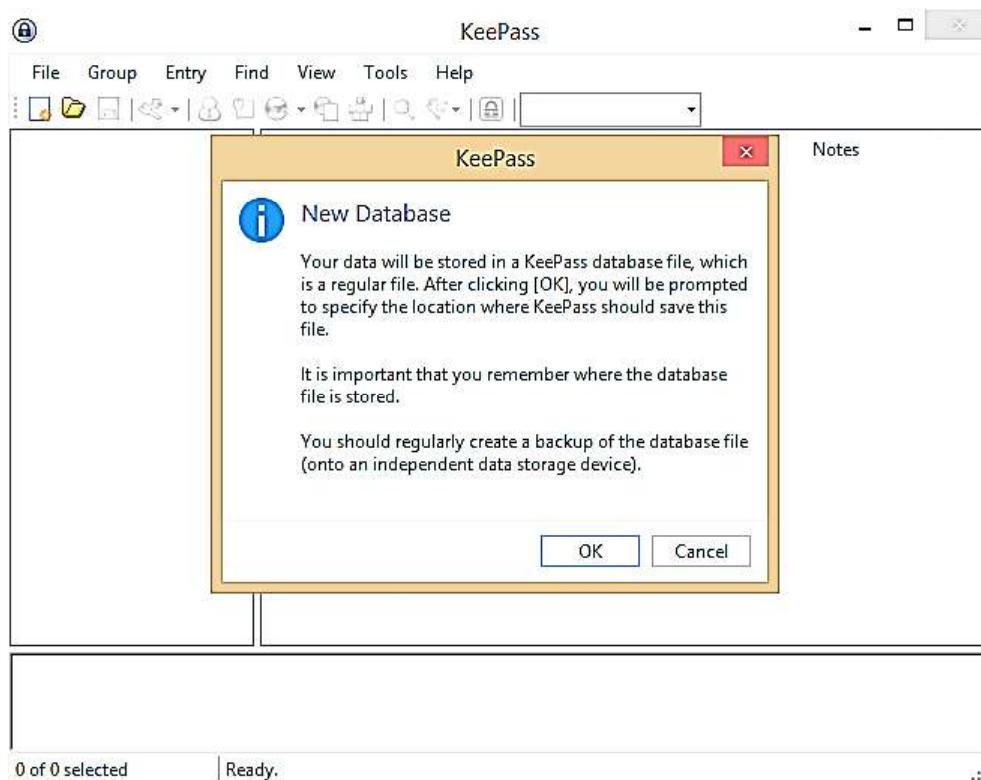 KeePass
File Group Entry Find View Tools Help
Notes
KeePass
New Database
Your data will be stored in a KeePass database file, which
is a regular file. After clicking [OK], you will be prompted
to specify the location where KeePass should save this
file.
It is important that you remember where the database
file is stored.
You should regularly create a backup of the database file
(onto an independent data storage device).
OK Cancel
0 of 0 selected Ready.